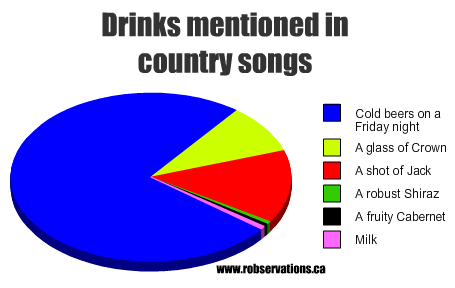 Drinks mentioned in
country songs
Cold beers on a
Friday night
A glass of Crown
A shot of Jack
A robust Shiraz
A fruity Cabernet
Milk
www.robservations.ca